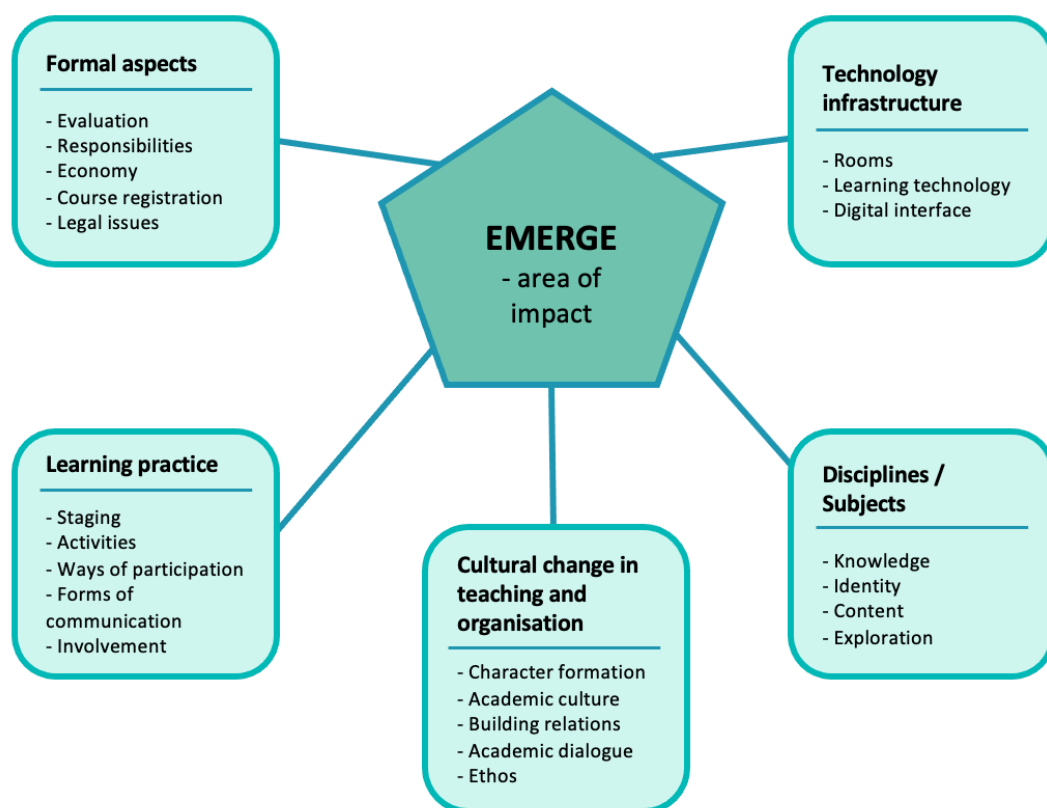 Formal aspects
- Evaluation
- Responsibilities
- Economy
- Course registration
- Legal issues
Technology
infrastructure
- Rooms
- Learning technology
- Digital interface
EMERGE
- area of
impact
Learning practice
- Staging
- Activities
- Ways of participation
- Forms of
communication
- Involvement
Cultural change in
teaching and
organisation
- Character formation
- Academic culture
- Building relations
- Academic dialogue
- Ethos
Disciplines /
Subjects
- Knowledge
- Identity
- Content
- Exploration